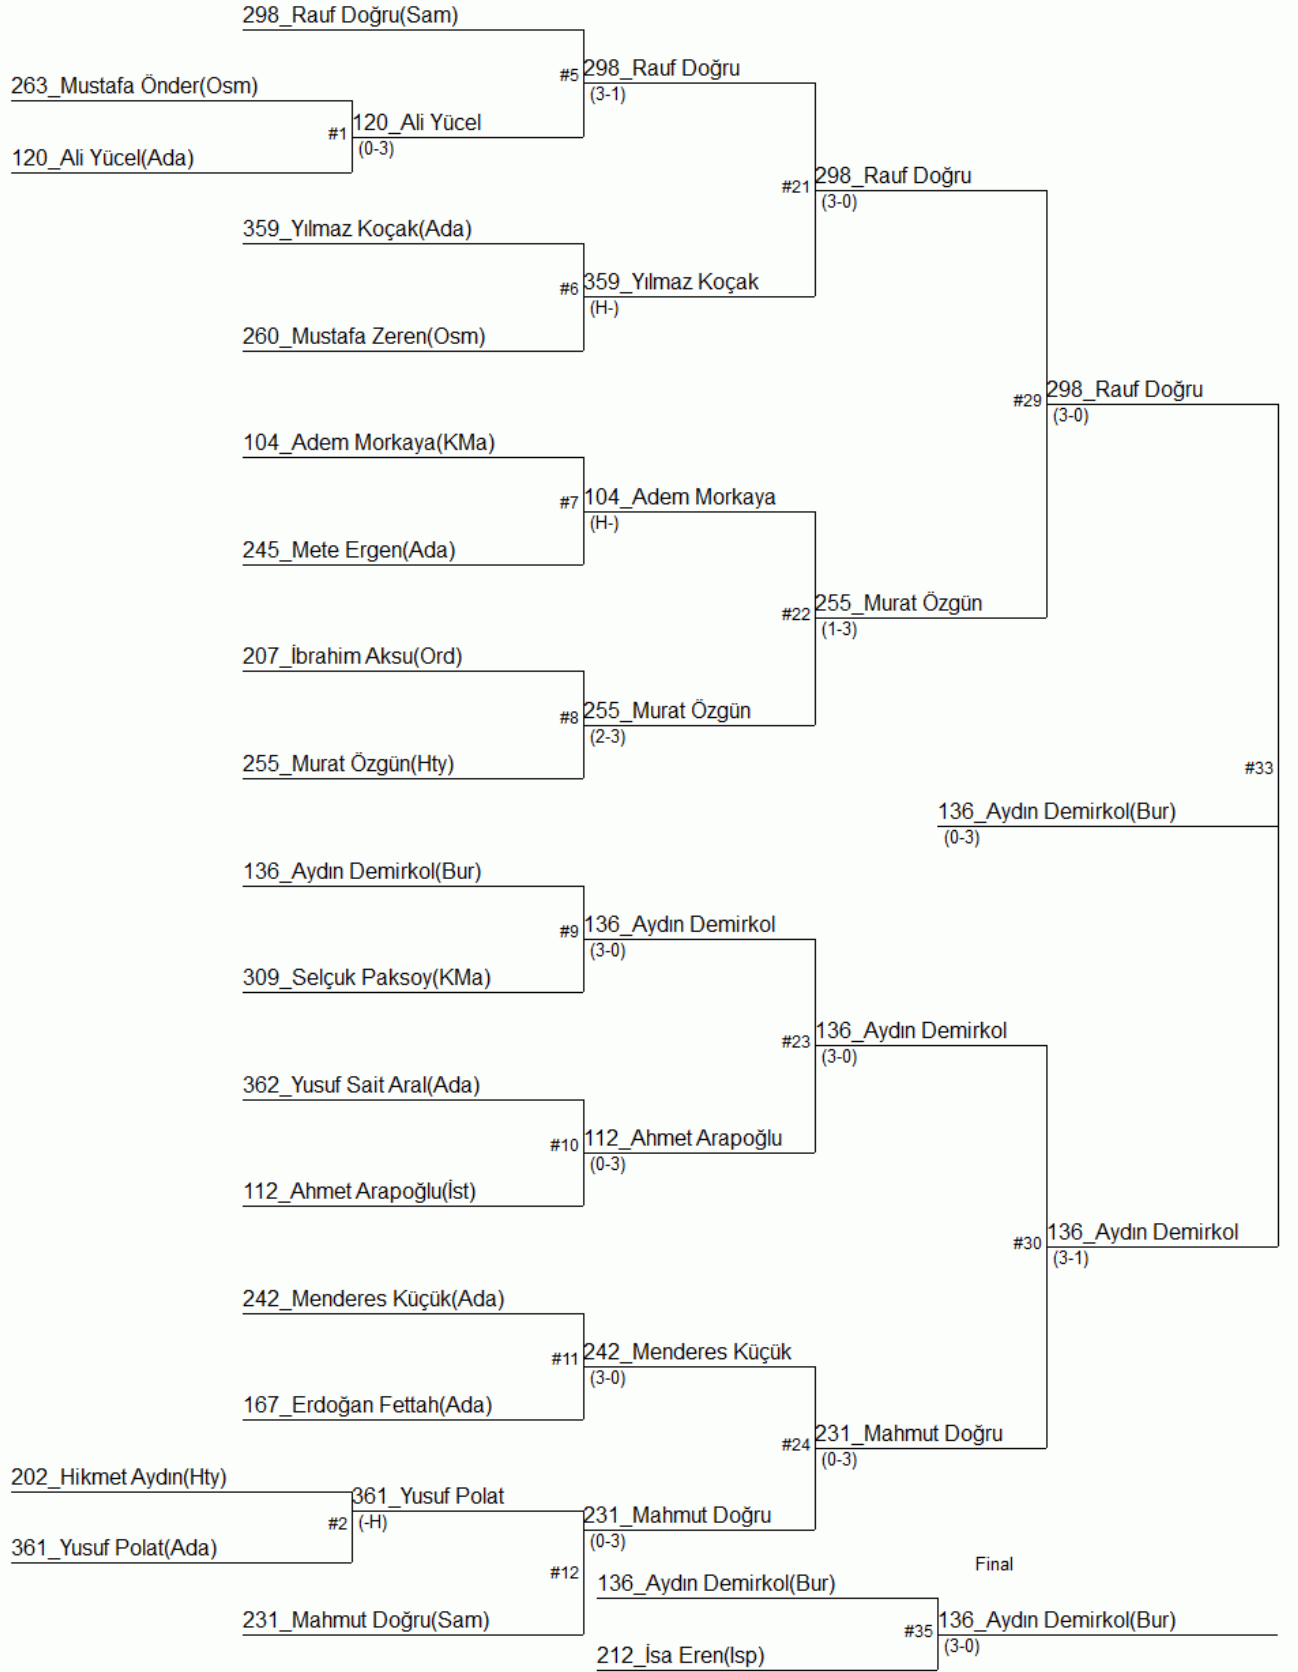 298_Rauf Doğru(Sam)
#5
298_Rauf Doğru
(3-1)
263_Mustafa Önder(Osm)
#1
120_Ali Yücel
(0-3)
120_Ali Yücel(Ada)
#21
298_Rauf Doğru
(3-0)
359_Yılmaz Koçak(Ada)
#6
359_Yılmaz Koçak
(H-)
260_Mustafa Zeren(Osm)
#29
298_Rauf Doğru
(3-0)
104_Adem Morkaya(KMa)
#7
104_Adem Morkaya
(H-)
245_Mete Ergen(Ada)
#22
255_Murat Özgün
(1-3)
207_İbrahim Aksu(Ord)
#8
255_Murat Özgün
(2-3)
255_Murat Özgün(Hty)
#33
136_Aydın Demirkol(Bur)
(0-3)
136_Aydın Demirkol(Bur)
#9
136_Aydın Demirkol
(3-0)
309_Selçuk Paksoy(KMa)
#23
136_Aydın Demirkol
(3-0)
362_Yusuf Sait Aral(Ada)
#10
112_Ahmet Arapoğlu
(0-3)
112_Ahmet Arapoğlu(İst)
#30
136_Aydın Demirkol
(3-1)
242_Menderes Küçük(Ada)
#11
242_Menderes Küçük
(3-0)
167_Erdoğan Fettah(Ada)
#24
231_Mahmut Doğru
(0-3)
202_Hikmet Aydın(Hty)
#2
361_Yusuf Polat
(-H)
361_Yusuf Polat(Ada)
231_Mahmut Doğru
(0-3)
#12
231_Mahmut Doğru(Sam)
Final
136_Aydın Demirkol(Bur)
#35
136_Aydın Demirkol(Bur)
(3-0)
212_İsa Eren(Isp)